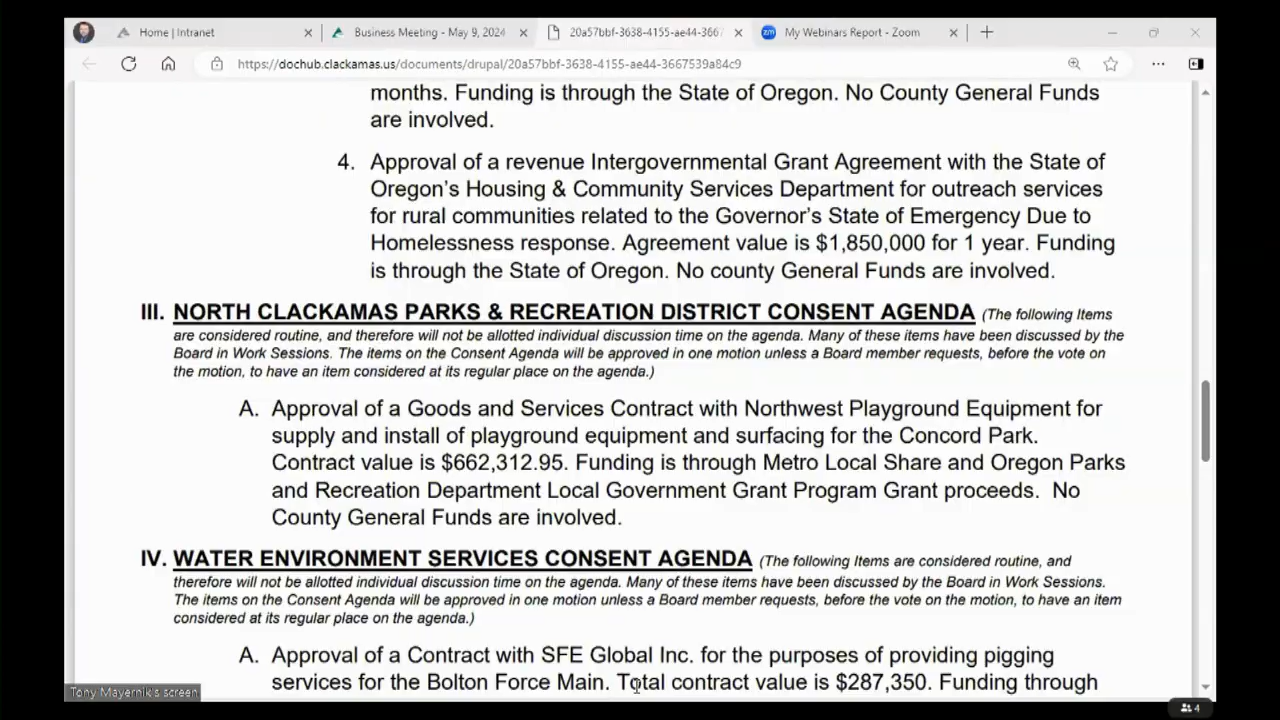 Home | Intranet
Business Meeting - May 9, 2024
20a57bbf-3638-4155-ae44-3667
zm
My Webinars Report - Zoom
https://dochub.clackamas.us/documents/drupal/20a57bbf-3638-4155-ae44-3667539a84c9
months. Funding is through the State of Oregon. No County General Funds
are involved.
4. Approval of a revenue Intergovernmental Grant Agreement with the State of
Oregon's Housing & Community Services Department for outreach services
for rural communities related to the Governor's State of Emergency Due to
Homelessness response. Agreement value is $1,850,000 for 1 year. Funding
is through the State of Oregon. No county General Funds are involved.
III. NORTH CLACKAMAS PARKS & RECREATION DISTRICT CONSENT AGENDA (The following Items
are considered routine, and therefore will not be allotted individual discussion time on the agenda. Many of these items have been discussed by the
Board in Work Sessions. The items on the Consent Agenda will be approved in one motion unless a Board member requests, before the vote on
the motion, to have an item considered at its regular place on the agenda.)
A. Approval of a Goods and Services Contract with Northwest Playground Equipment for
supply and install of playground equipment and surfacing for the Concord Park.
Contract value is $662,312.95. Funding is through Metro Local Share and Oregon Parks
and Recreation Department Local Government Grant Program Grant proceeds. No
County General Funds are involved.
IV. WATER ENVIRONMENT SERVICES CONSENT AGENDA (The following Items are considered routine, and
therefore will not be allotted individual discussion time on the agenda. Many of these items have been discussed by the Board in Work Sessions.
The items on the Consent Agenda will be approved in one motion unless a Board member requests, before the vote on the motion, to have an item
considered at its regular place on the agenda.)
A. Approval of a Contract with SFE Global Inc. for the purposes of providing pigging
services for the Bolton Force Main. Total contract value is $287,350. Funding through
Tony Mayernik's screen
4